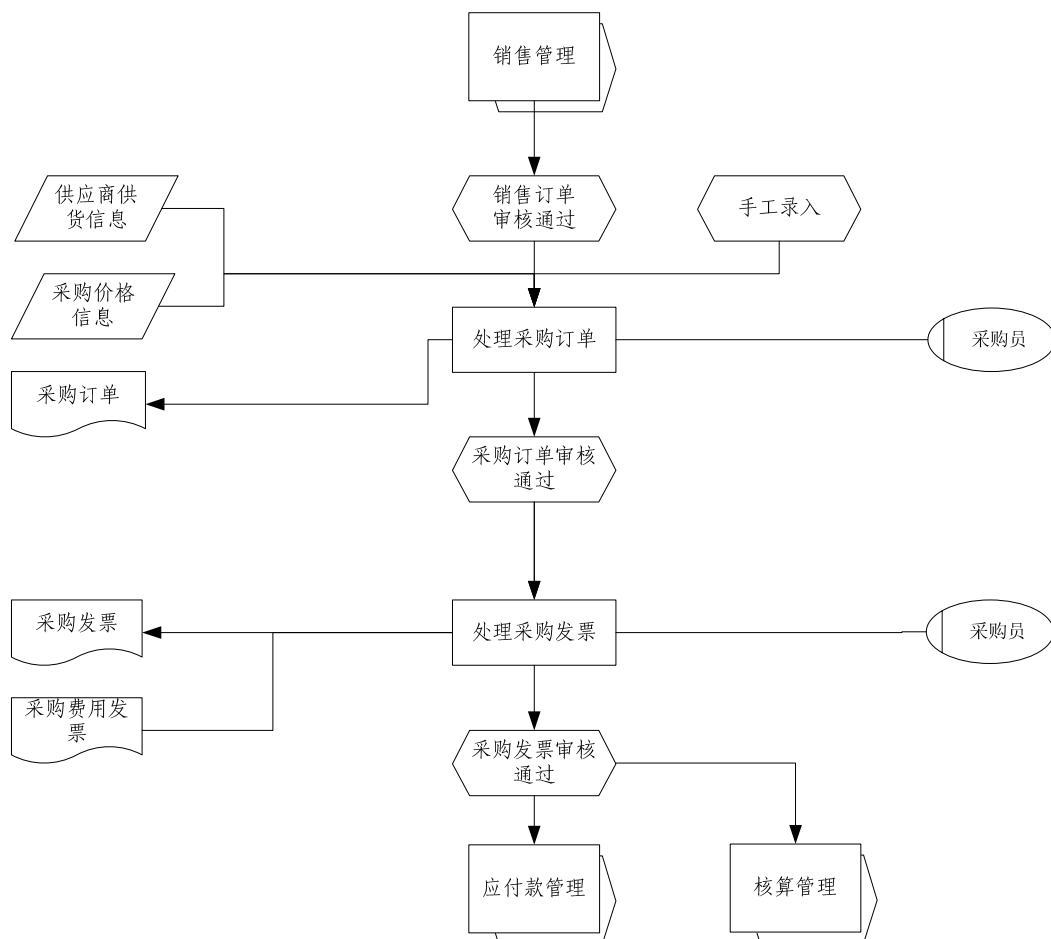 销售管理
供应商供
货信息
销售订单
审核通过
手工录入
采购价格
信息
处理采购订单
采购员
采购订单
采购订单审核
通过
采购发票
处理采购发票
采购员
采购费用发
票
采购发票审核
通过
应付款管理
核算管理